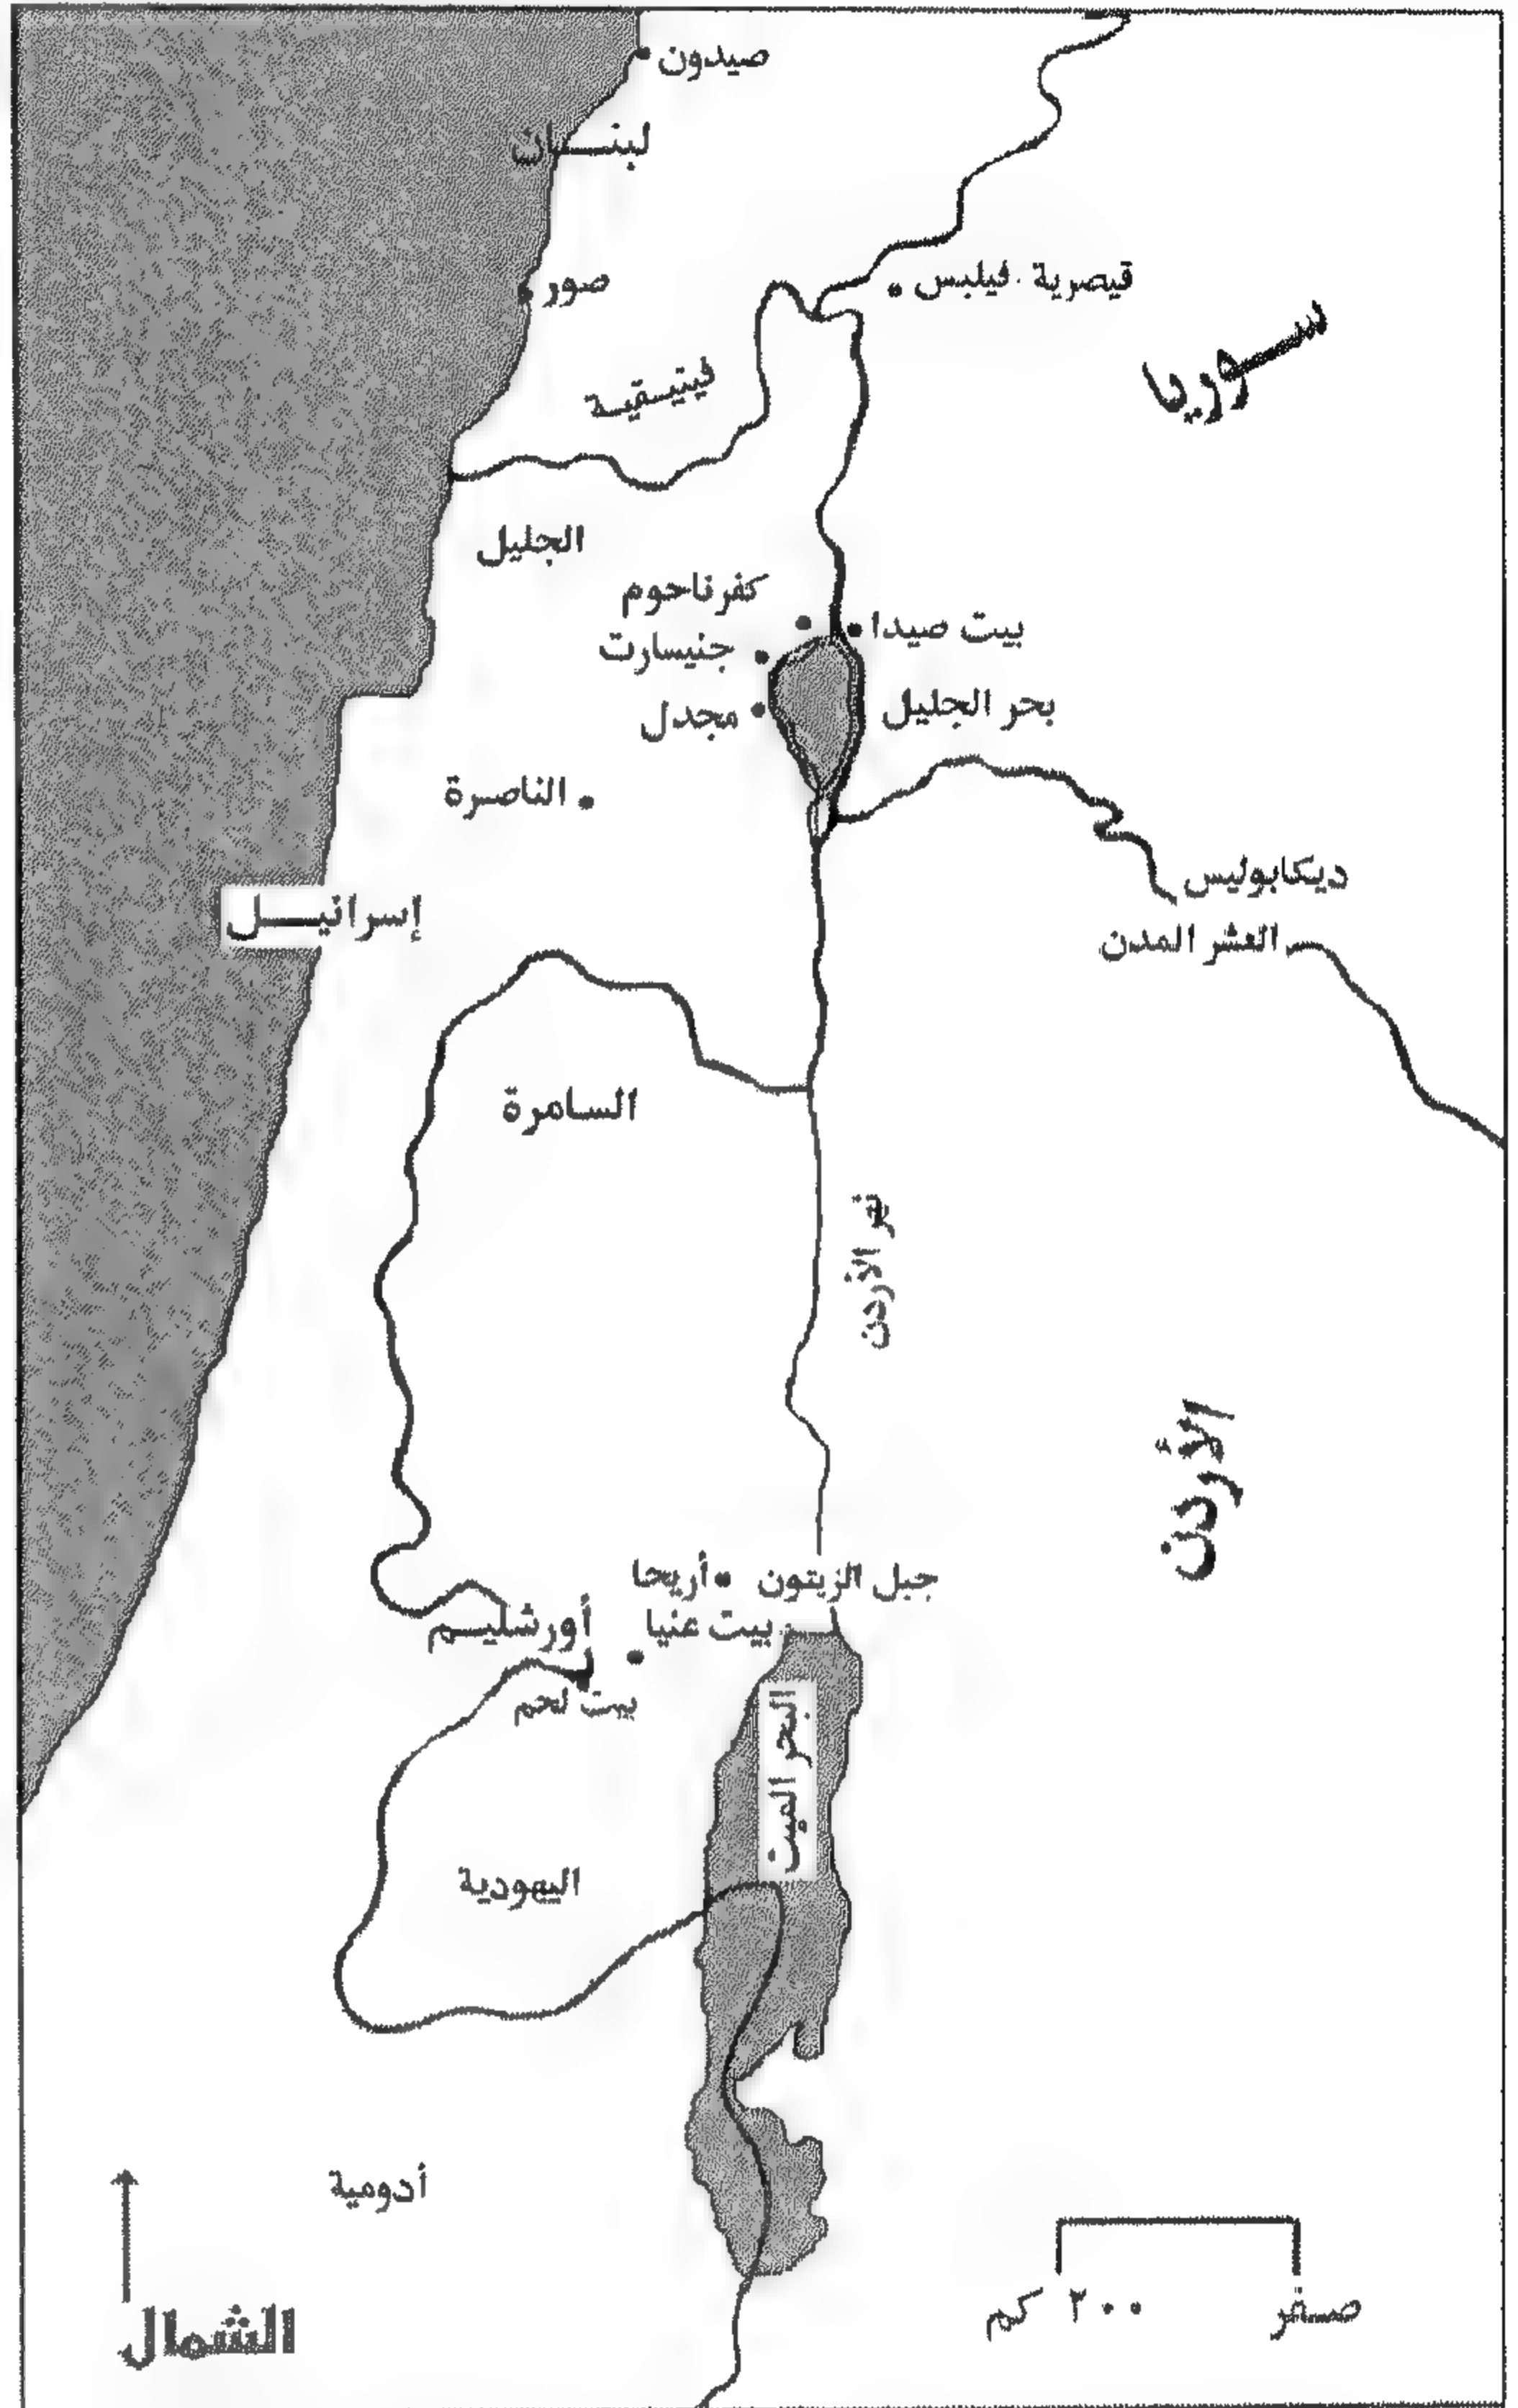 صيدون
لبنـــان
صور
قيصرية . فيلبس
سـوريا
فينيـقيـة
الجليل
كفرناحوم
بيت صيدا
جنيسارت
بحر الجليل
مجدل
الناصرة
ديكابوليس
إسرائيـــل
العشر المدن
السامرة
نهر الأردن
الأردن
جبل الزيتون
أريحا
بيت عنيا
أورشليـم
بيت لحم
البحر الميت
اليهودية
أدومية
صفر
٢٠٠ كم
الشمال